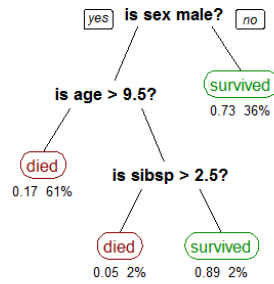 yes is sex male? no
is age > 9.5? survived
0.73 36%
died
0.17 61%
is sibsp > 2.5?
died survived
0.05 2% 0.89 2%